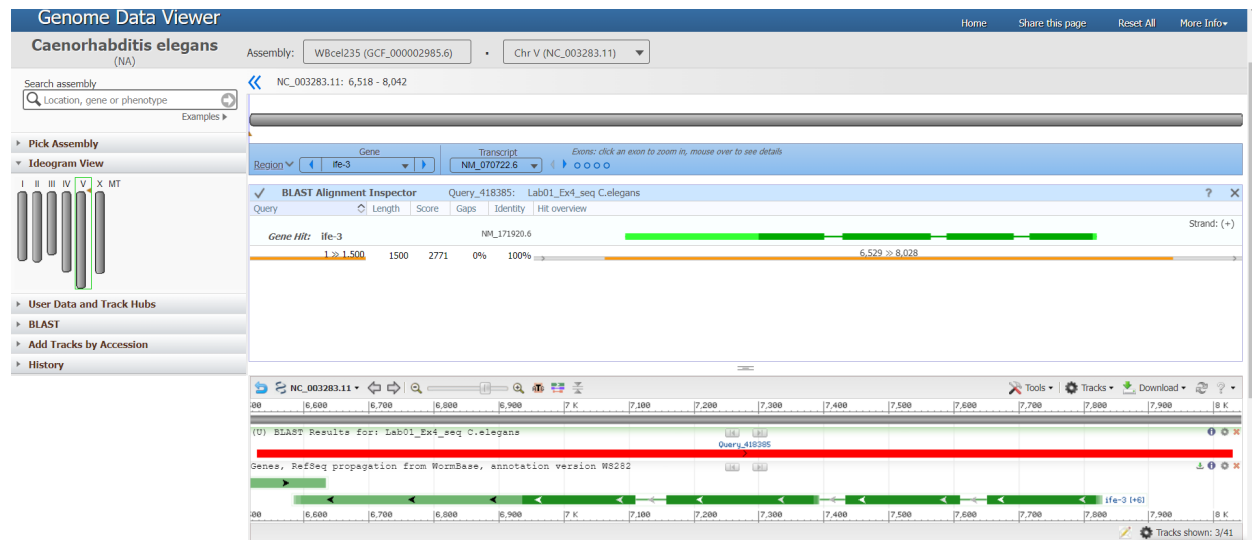 Genome Data Viewer
Home Share this page Reset All More Info
Caenorhabditis elegans
(NA)
Assembly: WBcel235 (GCF_000002985.6) • Chr V (NC_003283.11)
Search assembly
Location, gene or phenotype
Examples
NC_003283.11: 6,518 - 8,042
Pick Assembly
Ideogram View
I II III IV V X MT
User Data and Track Hubs
BLAST
Add Tracks by Accession
History
Region
Gene
ife-3
Transcript
NM_070722.6
Exons: click an exon to zoom in, mouse over to see details
BLAST Alignment Inspector Query_418385: Lab01_Ex4_seq C.elegans ? X
Query Length Score Gaps Identity Hit overview
Strand: (+)
Gene Hit: ife-3 NM_171920.6
1 >> 1,500 1500 2771 0% 100% 6,529 >> 8,028
NC_003283.11 Tools Tracks Download ?
00 6,600 6,700 6,800 6,900 7 K 7,100 7,200 7,300 7,400 7,500 7,600 7,700 7,800 7,900 8 K
(U) BLAST Results for: Lab01_Ex4_seq C.elegans
Query_418385
Genes, RefSeq propagation from WormBase, annotation version WS282
ife-3 [+6]
00 6,600 6,700 6,800 6,900 7 K 7,100 7,200 7,300 7,400 7,500 7,600 7,700 7,800 7,900 8 K
Tracks shown: 3/41